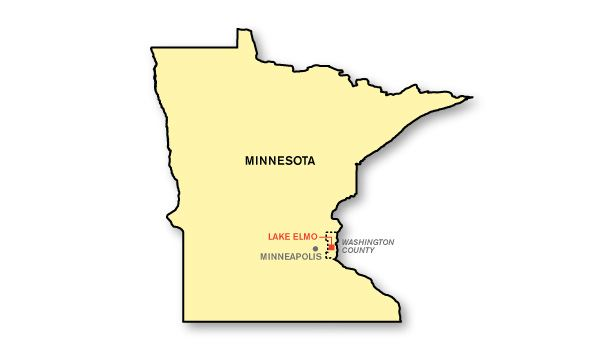 MINNESOTA
LAKE ELMO
WASHINGTON
COUNTY
MINNEAPOLIS